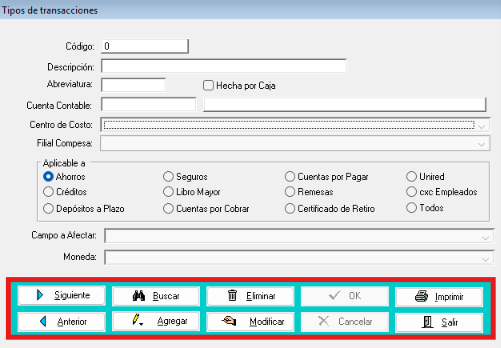 Tipos de transacciones
Código: 0
Descripción:
Abreviatura: Hecha por Caja
Cuenta Contable:
Centro de Costo:
Filial Compesa:
Aplicable a
Ahorros Seguros Cuentas por Pagar Unired
Créditos Libro Mayor Remesas cxc Empleados
Depósitos a Plazo Cuentas por Cobrar Certificado de Retiro Todos
Campo a Afectar:
Moneda:
Siguiente Buscar Eliminar OK Imprimir
Anterior Agregar Modificar Cancelar Salir